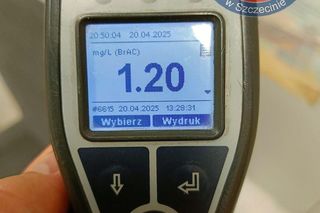 20:50:04 20.04.2025
mg/L (BrAC)
1.20
#6615 20.04.2025 13:28:31
Wybierz Wydruk
w Szczecinie